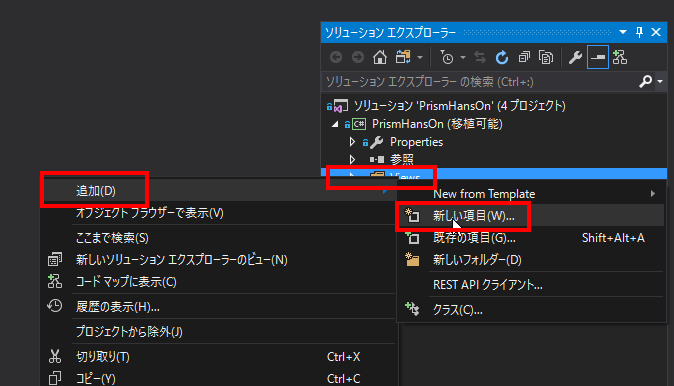 ソリューション エクスプローラー
ソリューション エクスプローラー の検索 (Ctrl+:)
ソリューション 'PrismHansOn' (4 プロジェクト)
C# PrismHansOn (移植可能)
Properties
参照
Views
追加(D)
オブジェクト ブラウザーで表示(V)
ここまで検索(S)
新しいソリューション エクスプローラーのビュー(N)
コード マップに表示(C)
履歴の表示(H)...
プロジェクトから除外(J)
切り取り(T) Ctrl+X
コピー(Y) Ctrl+C
New from Template
新しい項目(W)...
既存の項目(G)... Shift+Alt+A
新しいフォルダー(D)
REST API クライアント...
クラス(C)...